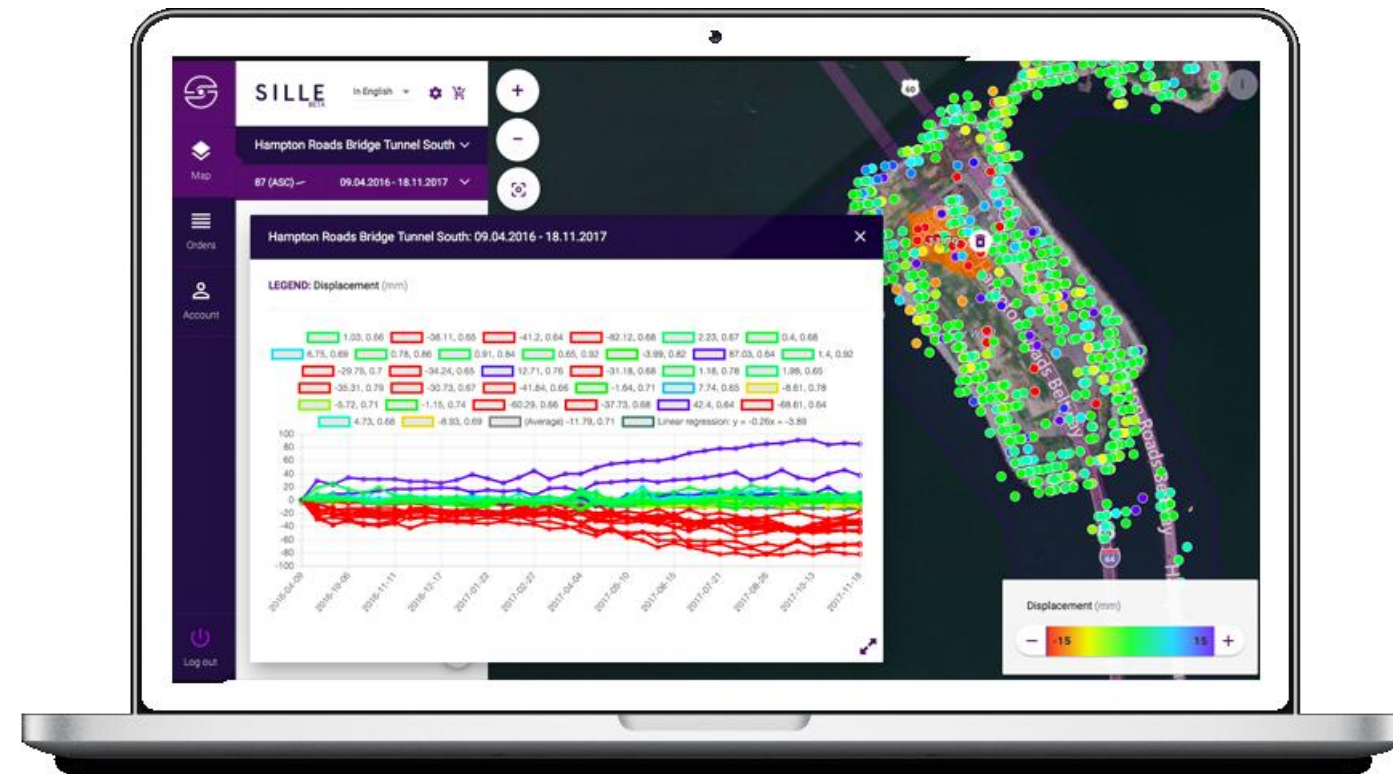 SILLE
BETA
In English
Map
Orders
Account
Log out
Hampton Roads Bridge Tunnel South
87 (ASC)
09.04.2016 - 18.11.2017
Hampton Roads Bridge Tunnel South: 09.04.2016 - 18.11.2017
LEGEND: Displacement (mm)
1.03, 0.66 -38.11, 0.65 -41.2, 0.64 -82.12, 0.68 2.23, 0.67 0.4, 0.68
6.75, 0.69 0.78, 0.86 0.91, 0.84 0.65, 0.92 -3.99, 0.82 87.03, 0.64 1.4, 0.92
-29.75, 0.7 -34.24, 0.65 12.71, 0.76 -31.18, 0.68 1.18, 0.78 1.98, 0.65
-35.31, 0.79 -30.73, 0.67 -41.84, 0.66 -1.64, 0.71 7.74, 0.85 -8.61, 0.78
-5.72, 0.71 -1.15, 0.74 -60.29, 0.66 -37.73, 0.68 42.4, 0.64 -68.61, 0.64
4.73, 0.68 -8.93, 0.69 (Average) -11.79, 0.71 Linear regression: y = -0.26x + -3.89
100
80
60
40
20
0
-20
-40
-60
-80
-100
2016-04-09 2016-10-06 2016-11-11 2016-12-17 2017-01-22 2017-02-27 2017-04-04 2017-05-10 2017-06-15 2017-07-21 2017-08-26 2017-10-13 2017-11-18
60
64
Roads Beltway
Displacement (mm)
- -15 15 +